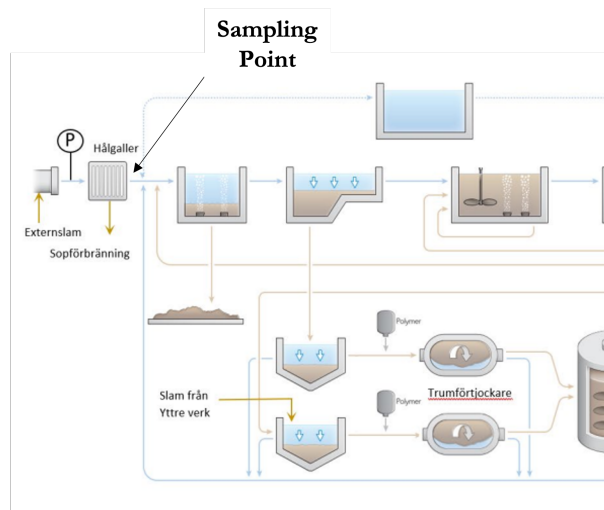 Sampling
Point
P
Hålgaller
Externslam
Sopförbränning
Polymer
Trumförtjockare
Slam från
Yttre verk
Polymer